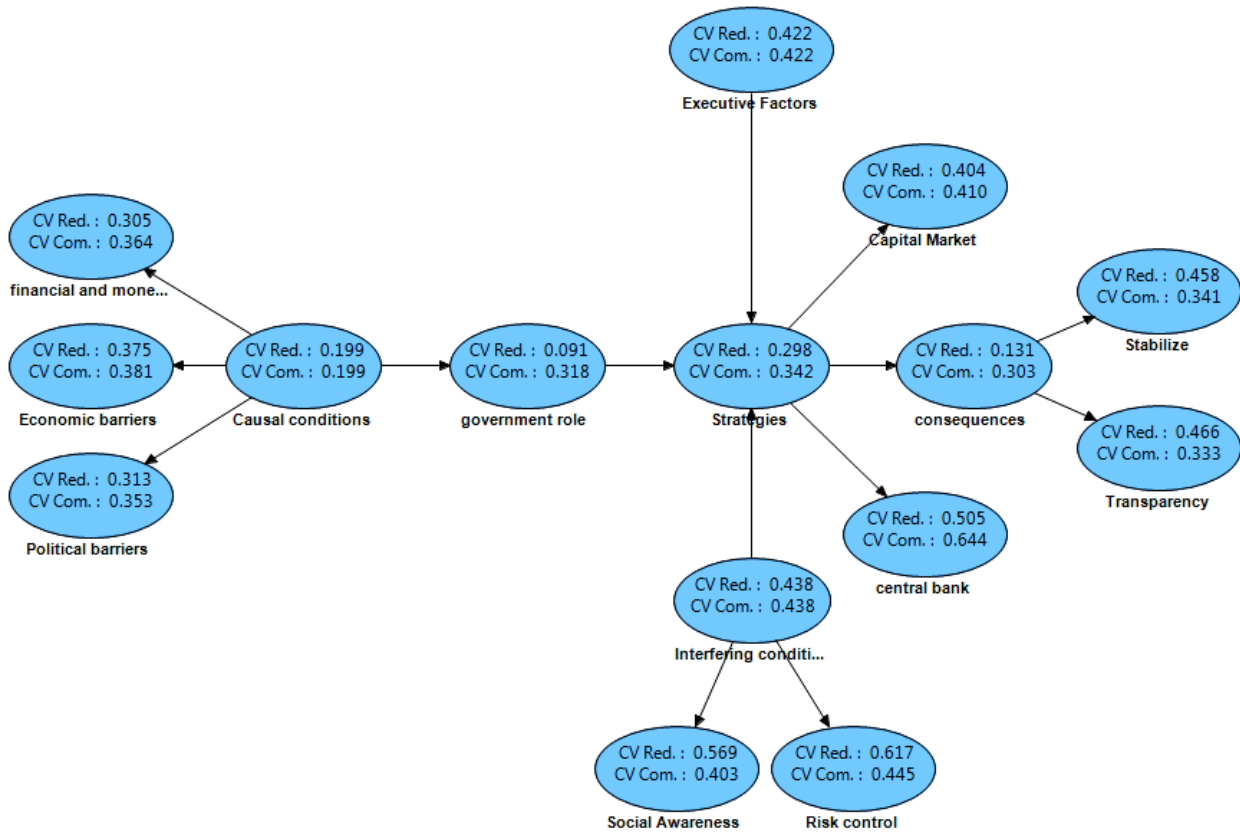 CV Red. : 0.422
CV Com. : 0.422
Executive Factors
CV Red. : 0.404
CV Com. : 0.410
Capital Market
CV Red. : 0.305
CV Com. : 0.364
financial and mone...
CV Red. : 0.458
CV Com. : 0.341
Stabilize
CV Red. : 0.375
CV Com. : 0.381
Economic barriers
CV Red. : 0.199
CV Com. : 0.199
Causal conditions
CV Red. : 0.091
CV Com. : 0.318
government role
CV Red. : 0.298
CV Com. : 0.342
Strategies
CV Red. : 0.131
CV Com. : 0.303
consequences
CV Red. : 0.466
CV Com. : 0.333
Transparency
CV Red. : 0.313
CV Com. : 0.353
Political barriers
CV Red. : 0.505
CV Com. : 0.644
central bank
CV Red. : 0.438
CV Com. : 0.438
Interfering conditi...
CV Red. : 0.569
CV Com. : 0.403
Social Awareness
CV Red. : 0.617
CV Com. : 0.445
Risk control